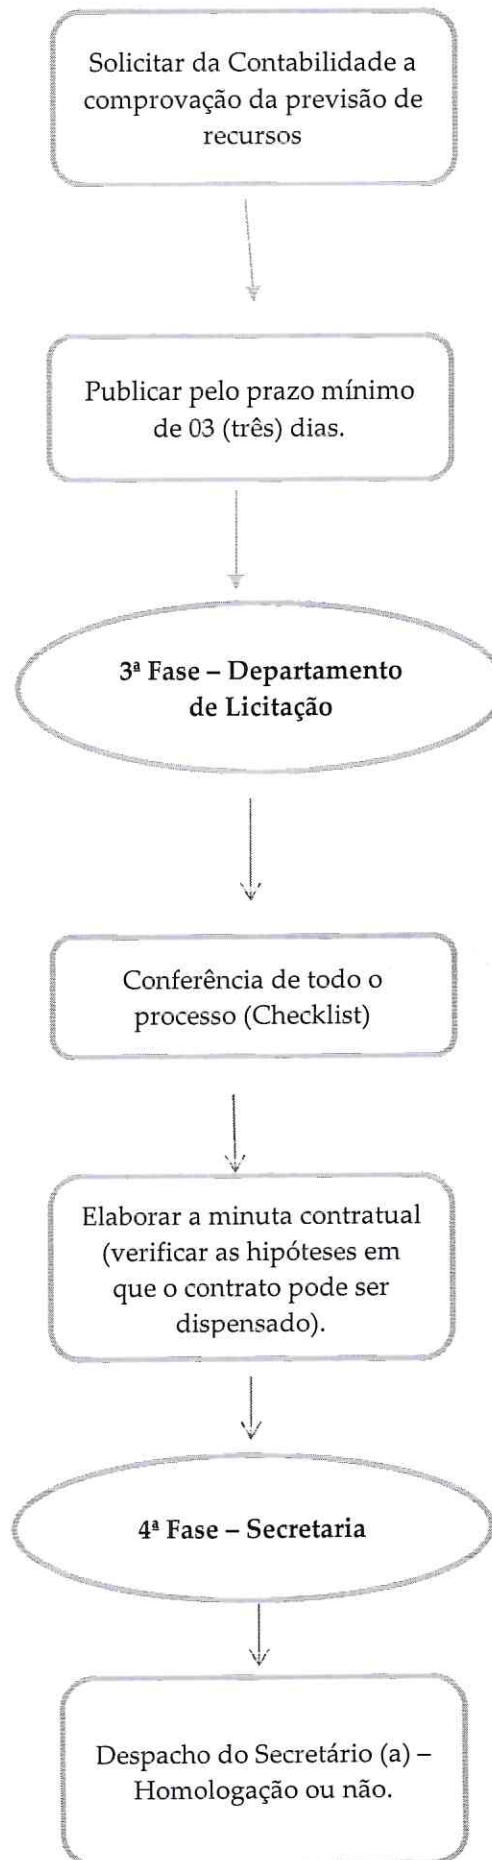 Solicitar da Contabilidade a
comprovação da previsão de
recursos
Publicar pelo prazo mínimo
de 03 (três) dias.
3ª Fase – Departamento
de Licitação
Conferência de todo o
processo (Checklist)
Elaborar a minuta contratual
(verificar as hipóteses em
que o contrato pode ser
dispensado).
4ª Fase – Secretaria
Despacho do Secretário (a) –
Homologação ou não.